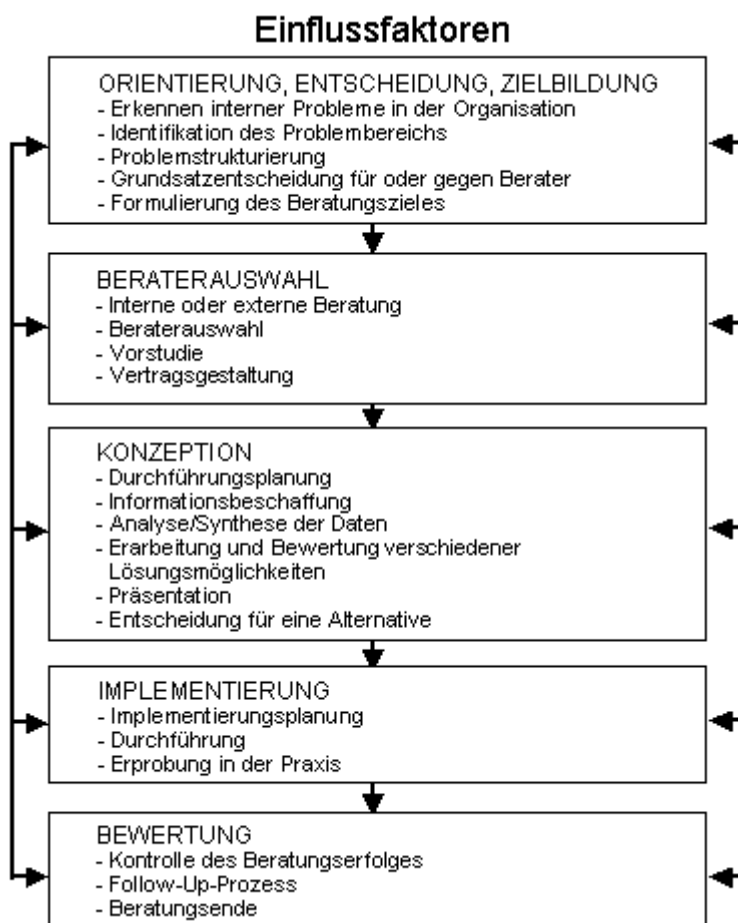 Einflussfaktoren
ORIENTIERUNG, ENTSCHEIDUNG, ZIELBILDUNG
- Erkennen interner Probleme in der Organisation
- Identifikation des Problembereichs
- Problemstrukturierung
- Grundsatzentscheidung für oder gegen Berater
- Formulierung des Beratungszieles
BERATERAUSWAHL
- Interne oder externe Beratung
- Beraterauswahl
- Vorstudie
- Vertragsgestaltung
KONZEPTION
- Durchführungsplanung
- Informationsbeschaffung
- Analyse/Synthese der Daten
- Erarbeitung und Bewertung verschiedener
Lösungsmöglichkeiten
- Präsentation
- Entscheidung für eine Alternative
IMPLEMENTIERUNG
- Implementierungsplanung
- Durchführung
- Erprobung in der Praxis
BEWERTUNG
- Kontrolle des Beratungserfolges
- Follow-Up-Prozess
- Beratungsende